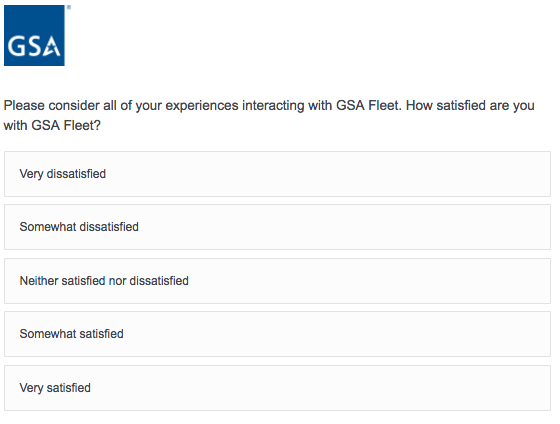 GSA
Please consider all of your experiences interacting with GSA Fleet. How satisfied are you
with GSA Fleet?
Very dissatisfied
Somewhat dissatisfied
Neither satisfied nor dissatisfied
Somewhat satisfied
Very satisfied